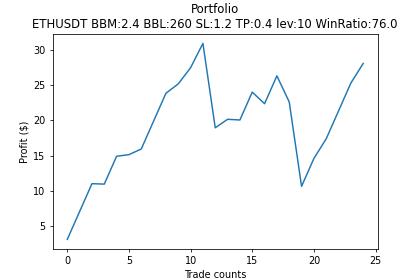 Portfolio
ETHUSDT BBM:2.4 BBL:260 SL:1.2 TP:0.4 lev:10 WinRatio:76.0
30
25
20
15
10
5
Profit ($)
0 5 10 15 20 25
Trade counts